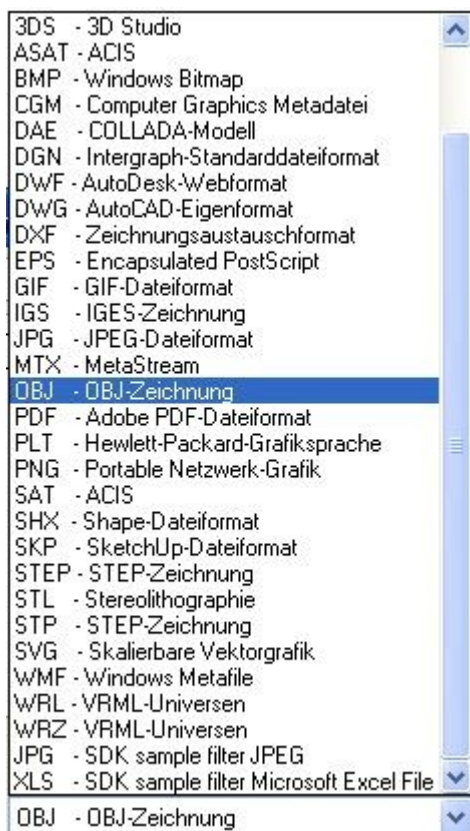 3DS - 3D Studio
ASAT - ACIS
BMP - Windows Bitmap
CGM - Computer Graphics Metadatei
DAE - COLLADA-Modell
DGN - Intergraph-Standarddateiformat
DWF - AutoDesk-Webformat
DWG - AutoCAD-Eigenformat
DXF - Zeichnungsaustauschformat
EPS - Encapsulated PostScript
GIF - GIF-Dateiformat
IGS - IGES-Zeichnung
JPG - JPEG-Dateiformat
MTX - MetaStream
OBJ - OBJ-Zeichnung
PDF - Adobe PDF-Dateiformat
PLT - Hewlett-Packard-Grafiksprache
PNG - Portable Netzwerk-Grafik
SAT - ACIS
SHX - Shape-Dateiformat
SKP - SketchUp-Dateiformat
STEP - STEP-Zeichnung
STL - Stereolithographie
STP - STEP-Zeichnung
SVG - Skalierbare Vektorgrafik
WMF - Windows Metafile
WRL - VRML-Universen
WRZ - VRML-Universen
JPG - SDK sample filter JPEG
XLS - SDK sample filter Microsoft Excel File
OBJ - OBJ-Zeichnung